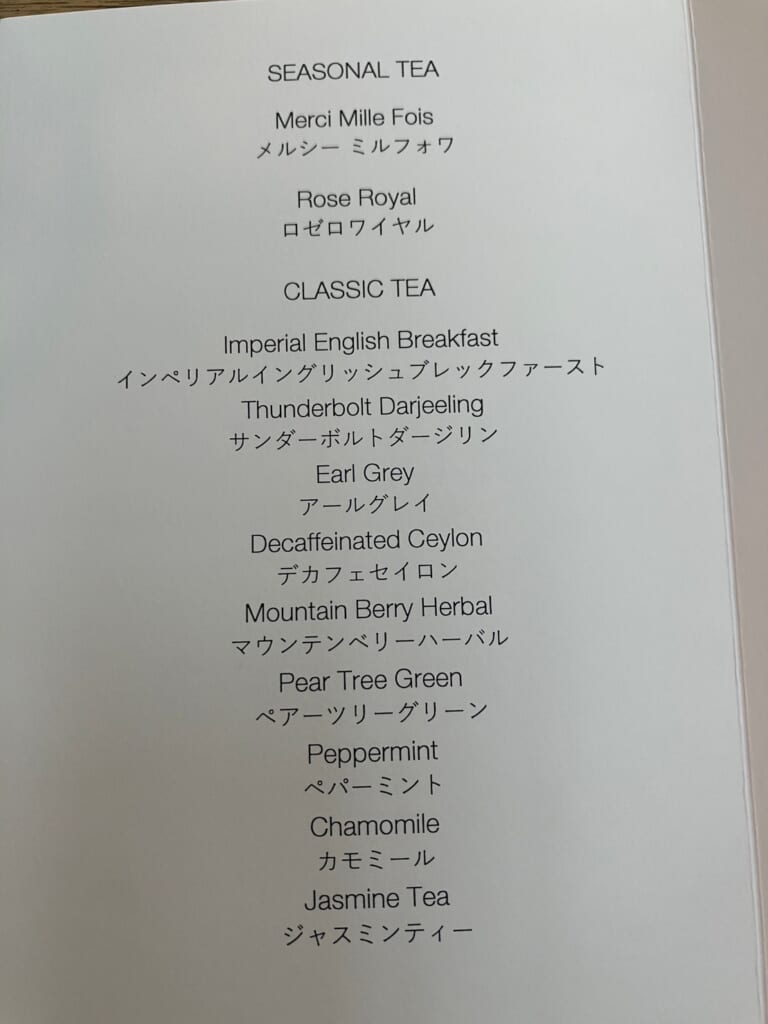 SEASONAL TEA
Merci Mille Fois
メルシー ミルフォワ
Rose Royal
ロゼロワイヤル
CLASSIC TEA
Imperial English Breakfast
インペリアルイングリッシュブレックファースト
Thunderbolt Darjeeling
サンダーボルトダージリン
Earl Grey
アールグレイ
Decaffeinated Ceylon
デカフェセイロン
Mountain Berry Herbal
マウンテンベリーハーバル
Pear Tree Green
ペアーツリーグリーン
Peppermint
ペパーミント
Chamomile
カモミール
Jasmine Tea
ジャスミンティー